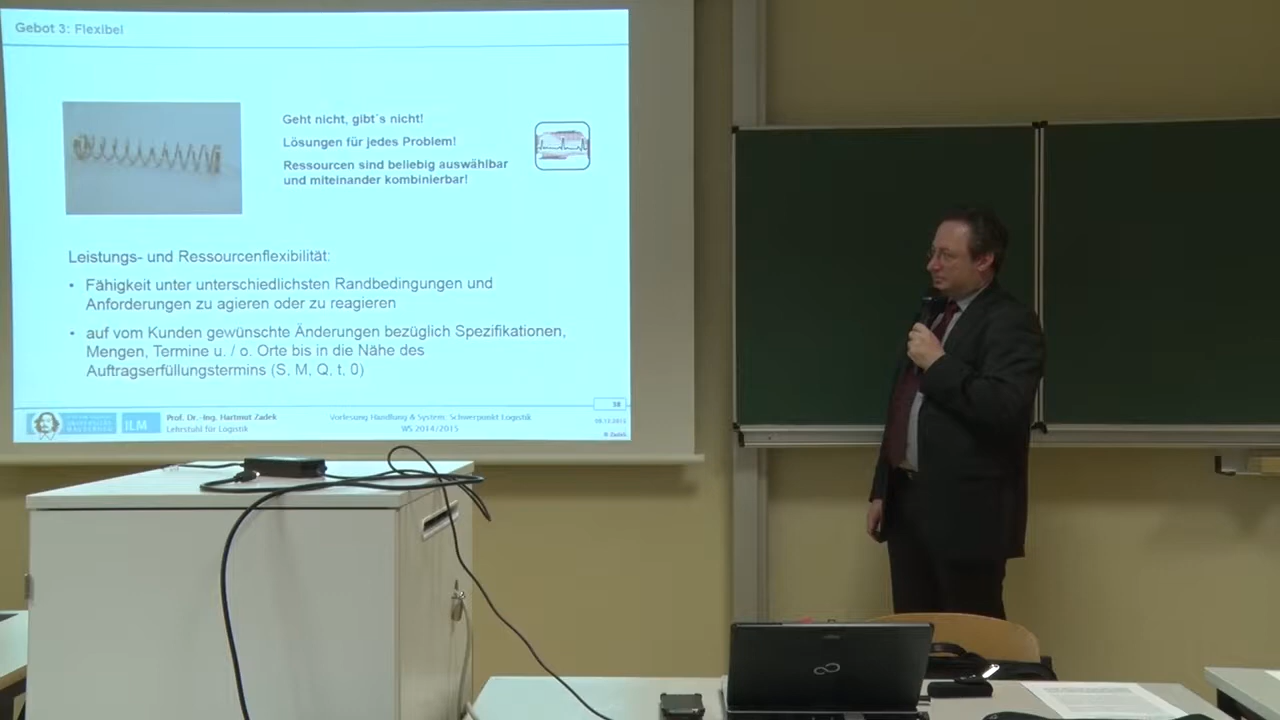 Gebot 3: Flexibel
Geht nicht, gibt´s nicht!
Lösungen für jedes Problem!
Ressourcen sind beliebig auswählbar
und miteinander kombinierbar!
Leistungs- und Ressourcenflexibilität:
• Fähigkeit unter unterschiedlichsten Randbedingungen und
Anforderungen zu agieren oder zu reagieren
• auf vom Kunden gewünschte Änderungen bezüglich Spezifikationen,
Mengen, Termine u. / o. Orte bis in die Nähe des
Auftragserfüllungstermins (S, M, Q, t, 0)
ILM
Prof. Dr.-Ing. Hartmut Zadek
Lehrstuhl für Logistik
Vorlesung Handlung & System: Schwerpunkt Logistik
WS 2014/2015
38